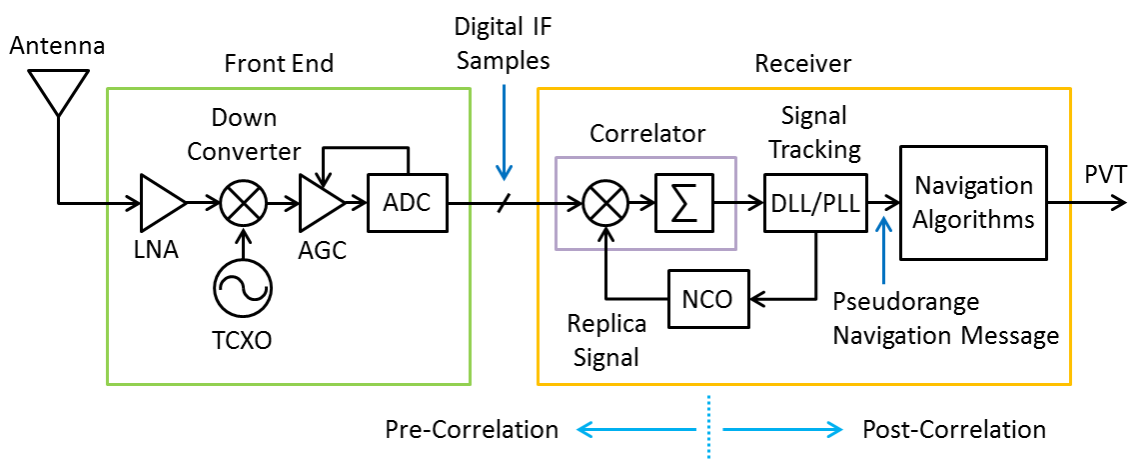 Antenna
Front End
Down
Converter
LNA
AGC
ADC
TCXO
Digital IF
Samples
Receiver
Correlator
Σ
Signal
Tracking
DLL/PLL
Navigation
Algorithms
PVT
NCO
Replica
Signal
Pseudorange
Navigation Message
Pre-Correlation
Post-Correlation